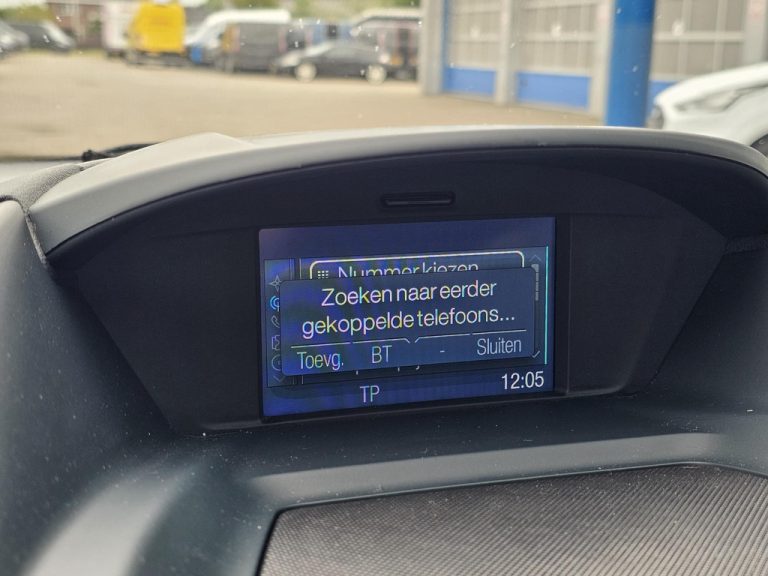 Nummer kiezen
Zoeken naar eerder
gekoppelde telefoons...
Toevg. BT - Sluiten
TP
12:05